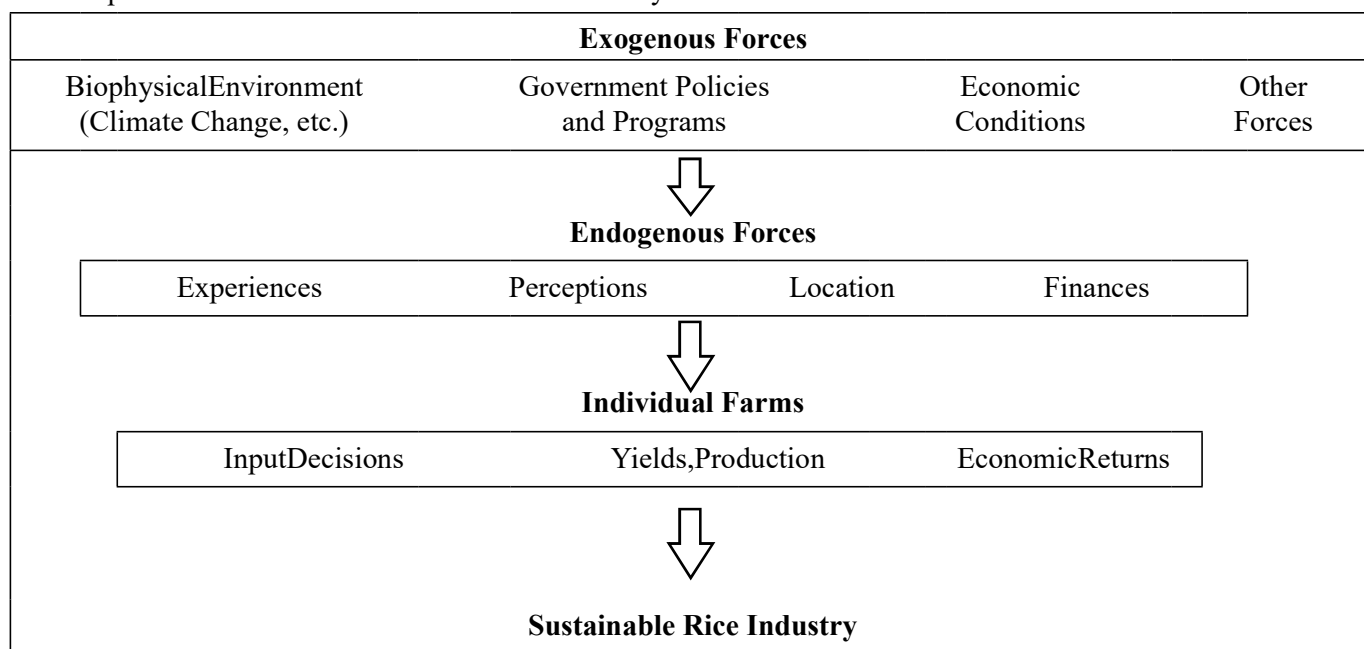 Exogenous Forces
BiophysicalEnvironment Government Policies Economic Other
(Climate Change, etc.) and Programs Conditions Forces
Endogenous Forces
Experiences Perceptions Location Finances
Individual Farms
InputDecisions Yields,Production EconomicReturns
Sustainable Rice Industry